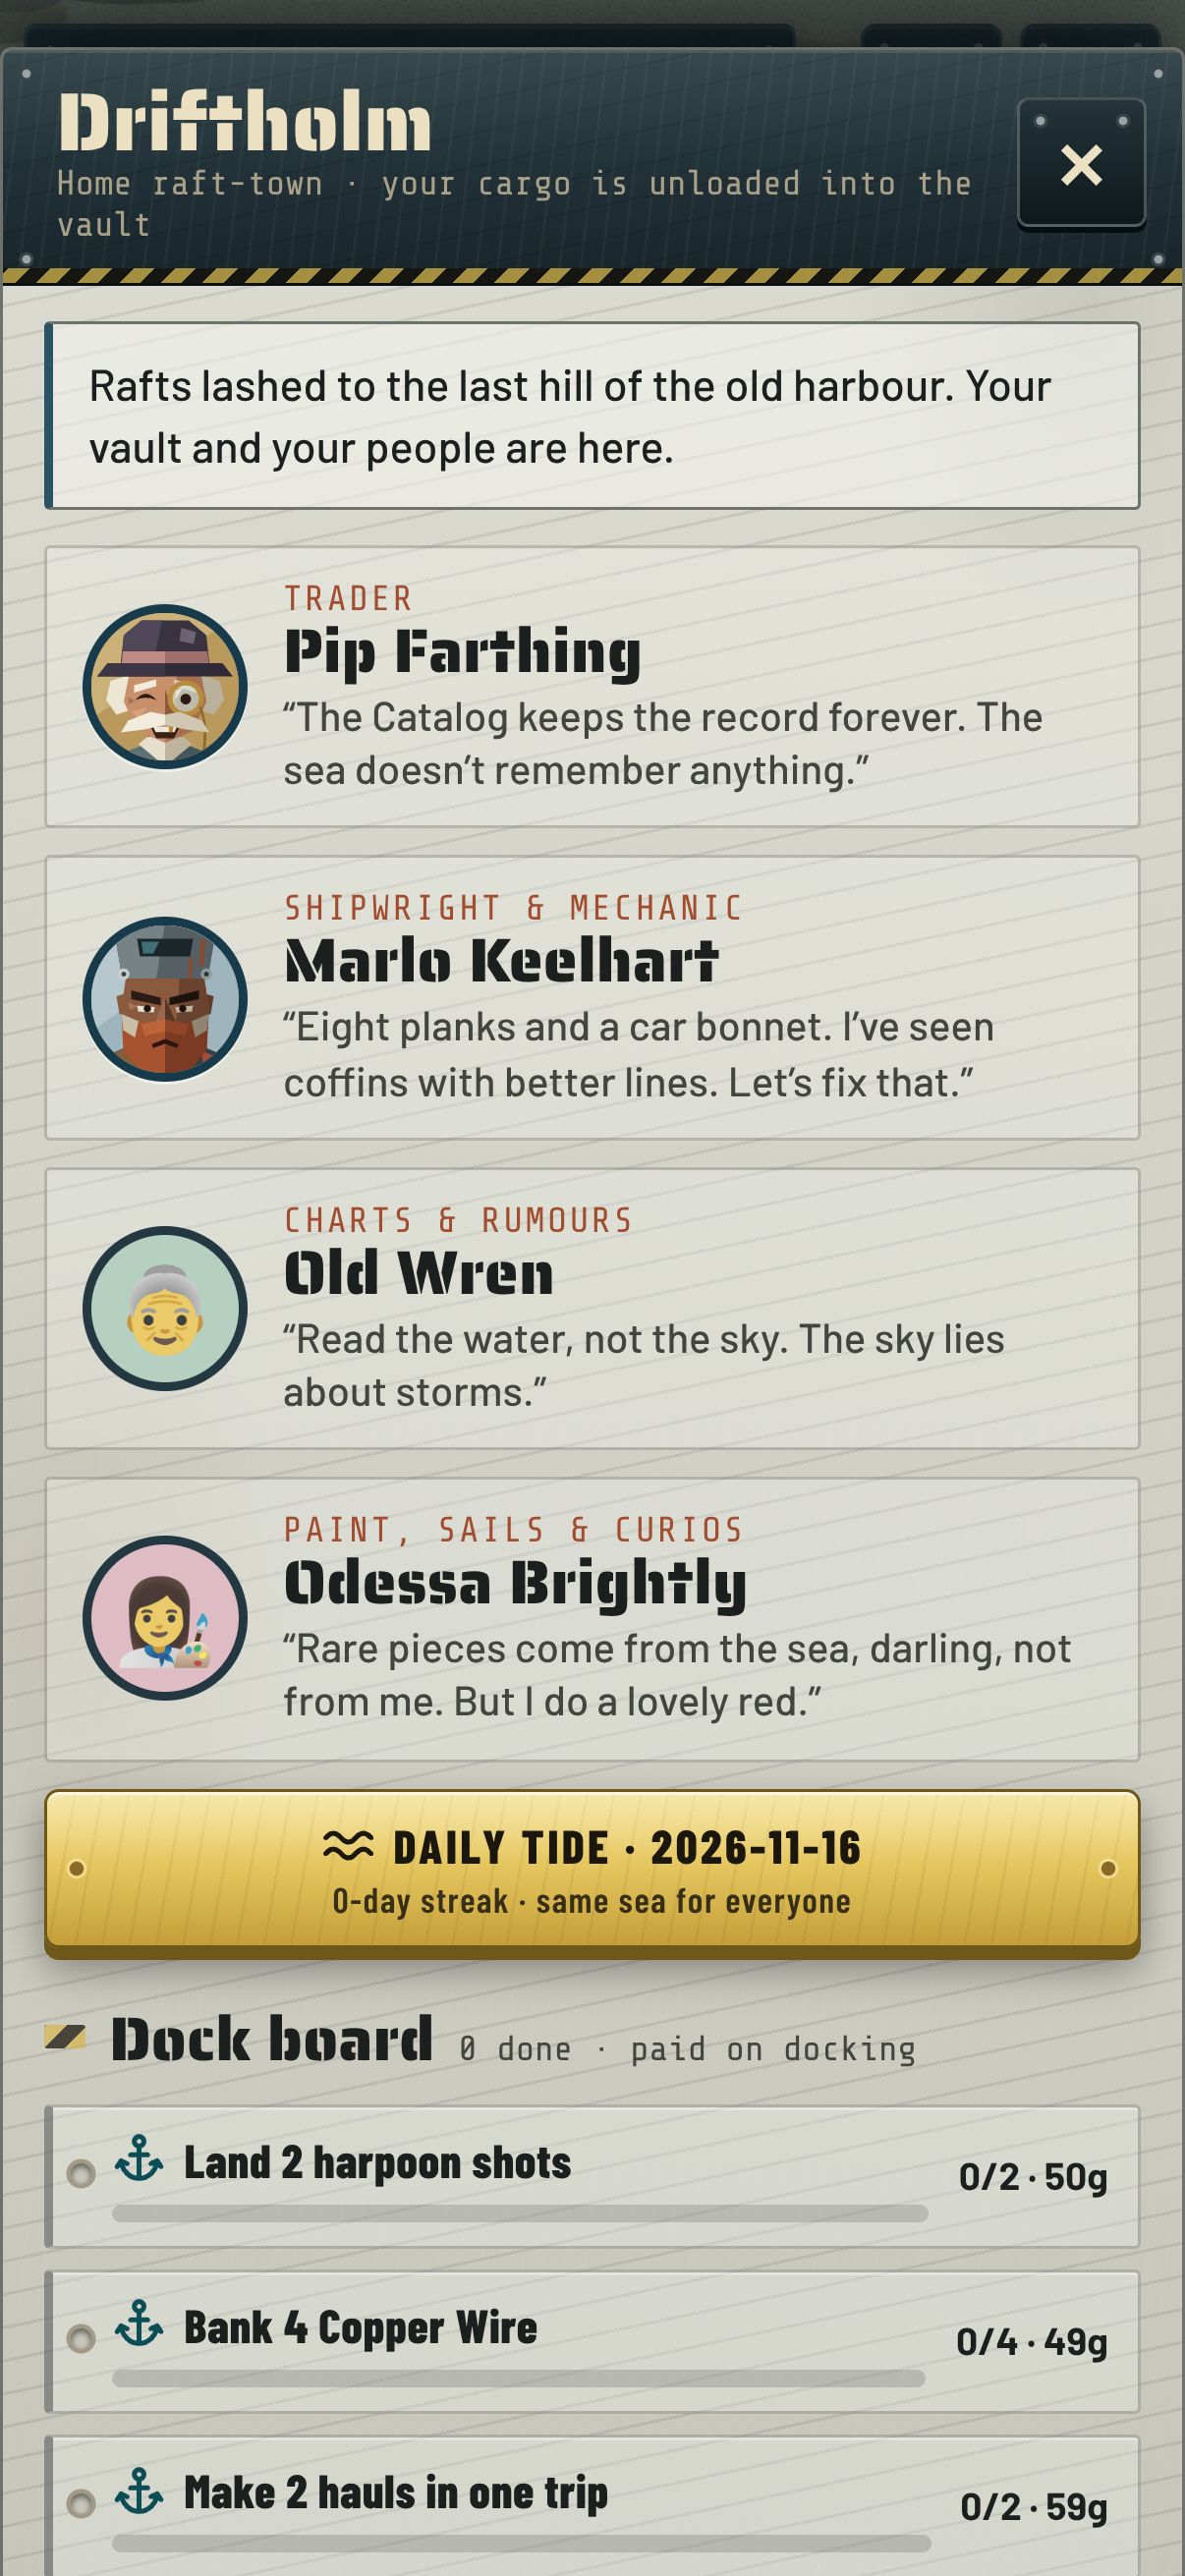 Driftholm
Home raft-town · your cargo is unloaded into the
vault
Rafts lashed to the last hill of the old harbour. Your
vault and your people are here.
TRADER
Pip Farthing
“The Catalog keeps the record forever. The
sea doesn’t remember anything.”
SHIPWRIGHT & MECHANIC
Marlo Keelhart
“Eight planks and a car bonnet. I’ve seen
coffins with better lines. Let’s fix that.”
CHARTS & RUMOURS
Old Wren
“Read the water, not the sky. The sky lies
about storms.”
PAINT, SAILS & CURIOS
Odessa Brightly
“Rare pieces come from the sea, darling, not
from me. But I do a lovely red.”
DAILY TIDE · 2026-11-16
0-day streak · same sea for everyone
Dock board 0 done · paid on docking
Land 2 harpoon shots 0/2 · 50g
Bank 4 Copper Wire 0/4 · 49g
Make 2 hauls in one trip 0/2 · 59g